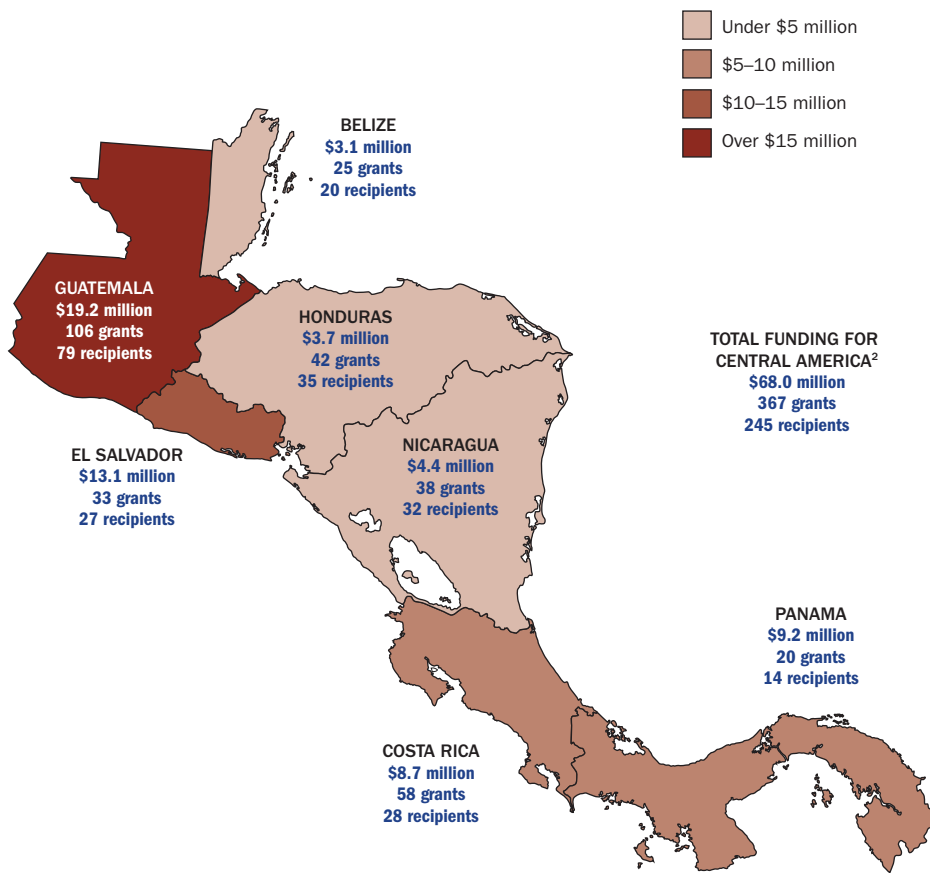 Under $5 million
$5–10 million
$10–15 million
Over $15 million
BELIZE
$3.1 million
25 grants
20 recipients
GUATEMALA
$19.2 million
106 grants
79 recipients
HONDURAS
$3.7 million
42 grants
35 recipients
TOTAL FUNDING FOR
CENTRAL AMERICA²
$68.0 million
367 grants
245 recipients
EL SALVADOR
$13.1 million
33 grants
27 recipients
NICARAGUA
$4.4 million
38 grants
32 recipients
PANAMA
$9.2 million
20 grants
14 recipients
COSTA RICA
$8.7 million
58 grants
28 recipients